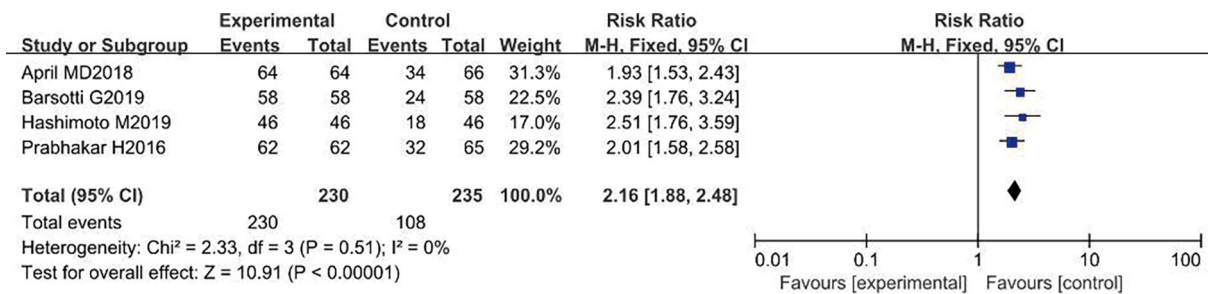 Experimental Control Risk Ratio Risk Ratio
Study or Subgroup Events Total Events Total Weight M-H, Fixed, 95% CI M-H, Fixed, 95% CI
April MD2018 64 64 34 66 31.3% 1.93 [1.53, 2.43]
Barsotti G2019 58 58 24 58 22.5% 2.39 [1.76, 3.24]
Hashimoto M2019 46 46 18 46 17.0% 2.51 [1.76, 3.59]
Prabhakar H2016 62 62 32 65 29.2% 2.01 [1.58, 2.58]
Total (95% CI) 230 235 100.0% 2.16 [1.88, 2.48]
Total events 230 108
Heterogeneity: Chi² = 2.33, df = 3 (P = 0.51); I² = 0%
Test for overall effect: Z = 10.91 (P < 0.00001)
0.01 0.1 1 10 100
Favours [experimental] Favours [control]